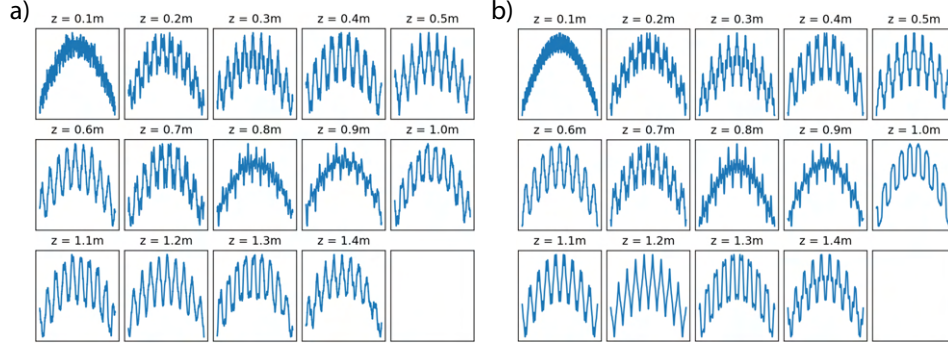 a)
z = 0.1m z = 0.2m z = 0.3m z = 0.4m z = 0.5m
z = 0.6m z = 0.7m z = 0.8m z = 0.9m z = 1.0m
z = 1.1m z = 1.2m z = 1.3m z = 1.4m
b)
z = 0.1m z = 0.2m z = 0.3m z = 0.4m z = 0.5m
z = 0.6m z = 0.7m z = 0.8m z = 0.9m z = 1.0m
z = 1.1m z = 1.2m z = 1.3m z = 1.4m